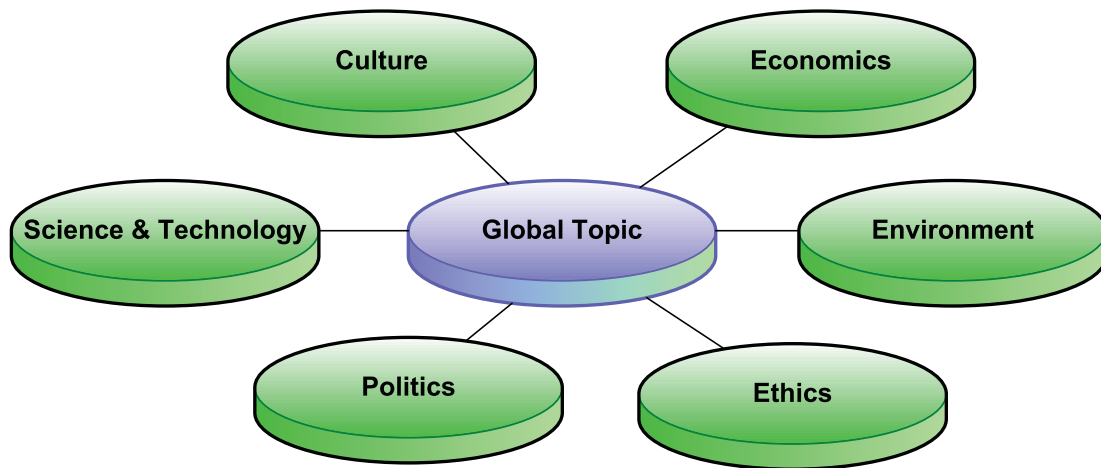 Culture
Economics
Science & Technology
Global Topic
Environment
Politics
Ethics